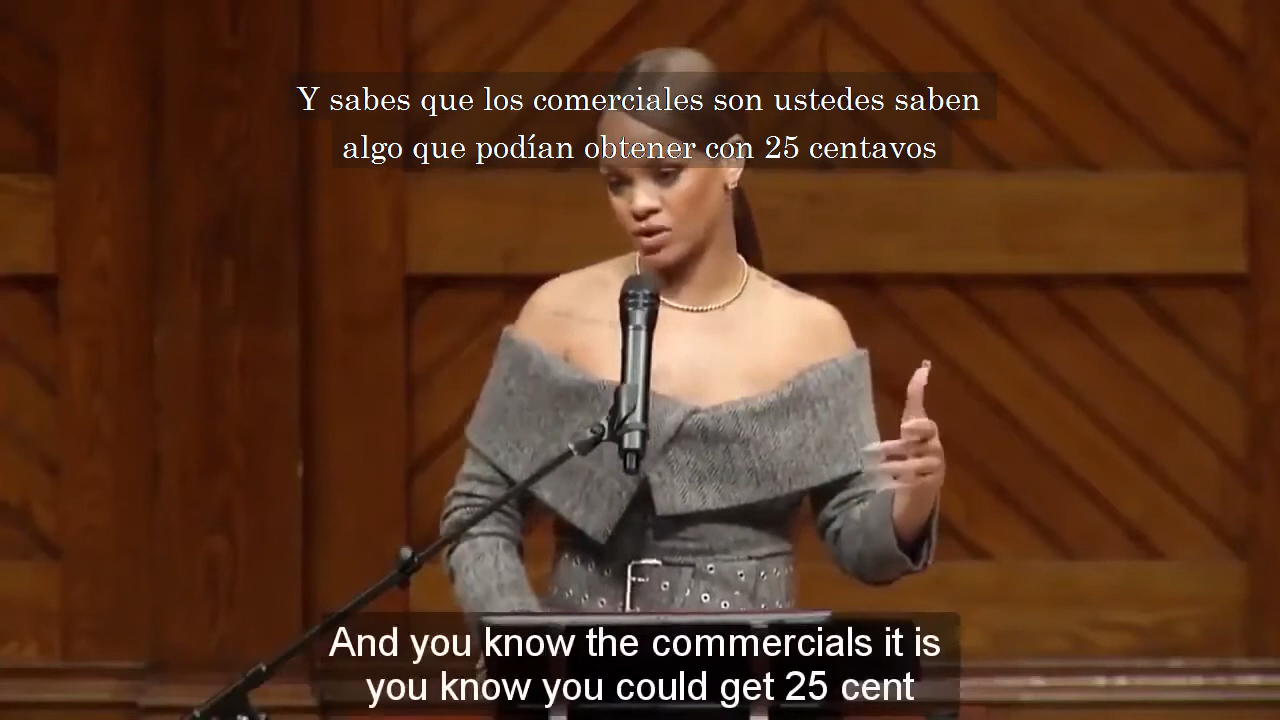 Y sabes que los comerciales son ustedes saben
algo que podían obtener con 25 centavos
And you know the commercials it is
you know you could get 25 cent